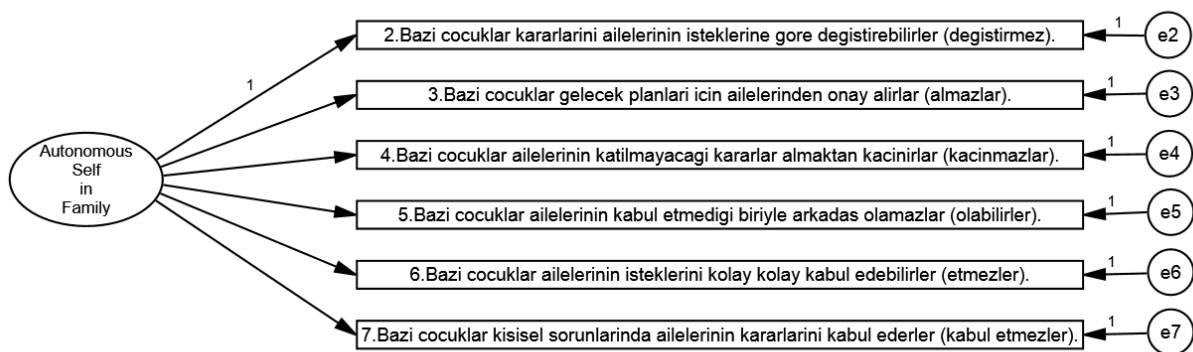 2.Bazi cocuklar kararlarini ailelerinin isteklerine gore degistirebilirler (degistirmez).
1
e2
1
3.Bazi cocuklar gelecek planlari icin ailelerinden onay alirlar (almazlar).
1
e3
Autonomous
Self
in
Family
4.Bazi cocuklar ailelerinin katilmayacagi kararlar almaktan kacinirlar (kacinmazlar).
1
e4
5.Bazi cocuklar ailelerinin kabul etmedigi biriyle arkadas olamazlar (olabilirler).
1
e5
6.Bazi cocuklar ailelerinin isteklerini kolay kolay kabul edebilirler (etmezler).
1
e6
7.Bazi cocuklar kisisel sorunlarinda ailelerinin kararlarini kabul ederler (kabul etmezler).
1
e7